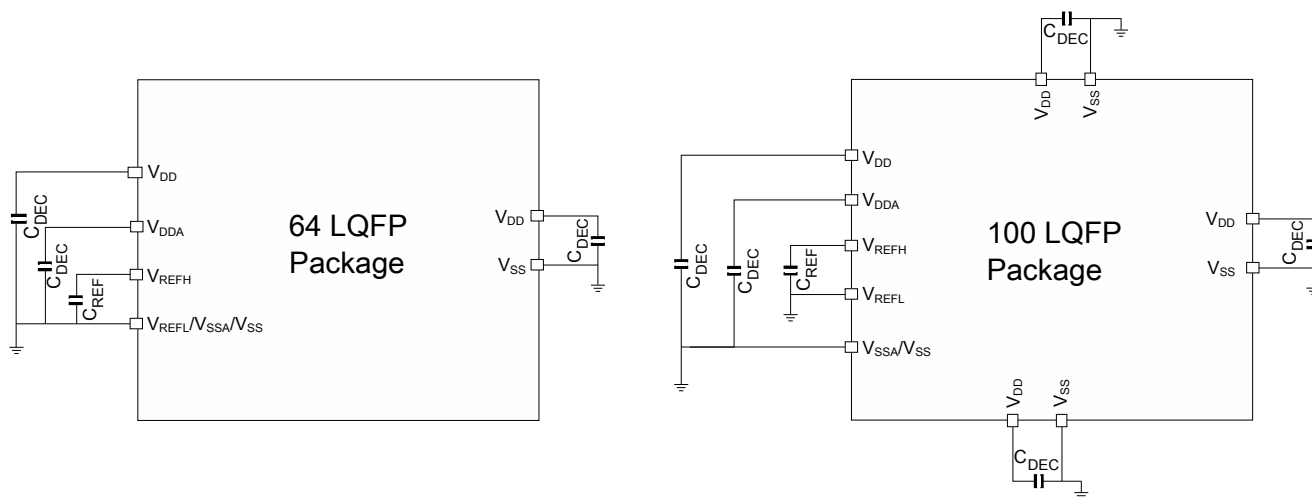 V_DD
C_DEC
V_DDA
C_DEC
V_REFH
C_REF
V_REFL/V_SSA/V_SS
64 LQFP
Package
V_DD
C_DEC
V_SS
C_DEC
V_DD
V_SS
V_DD
C_DEC
V_DDA
C_DEC
V_REFH
C_REF
V_REFL
V_SSA/V_SS
100 LQFP
Package
V_DD
C_DEC
V_SS
V_DD
V_SS
C_DEC